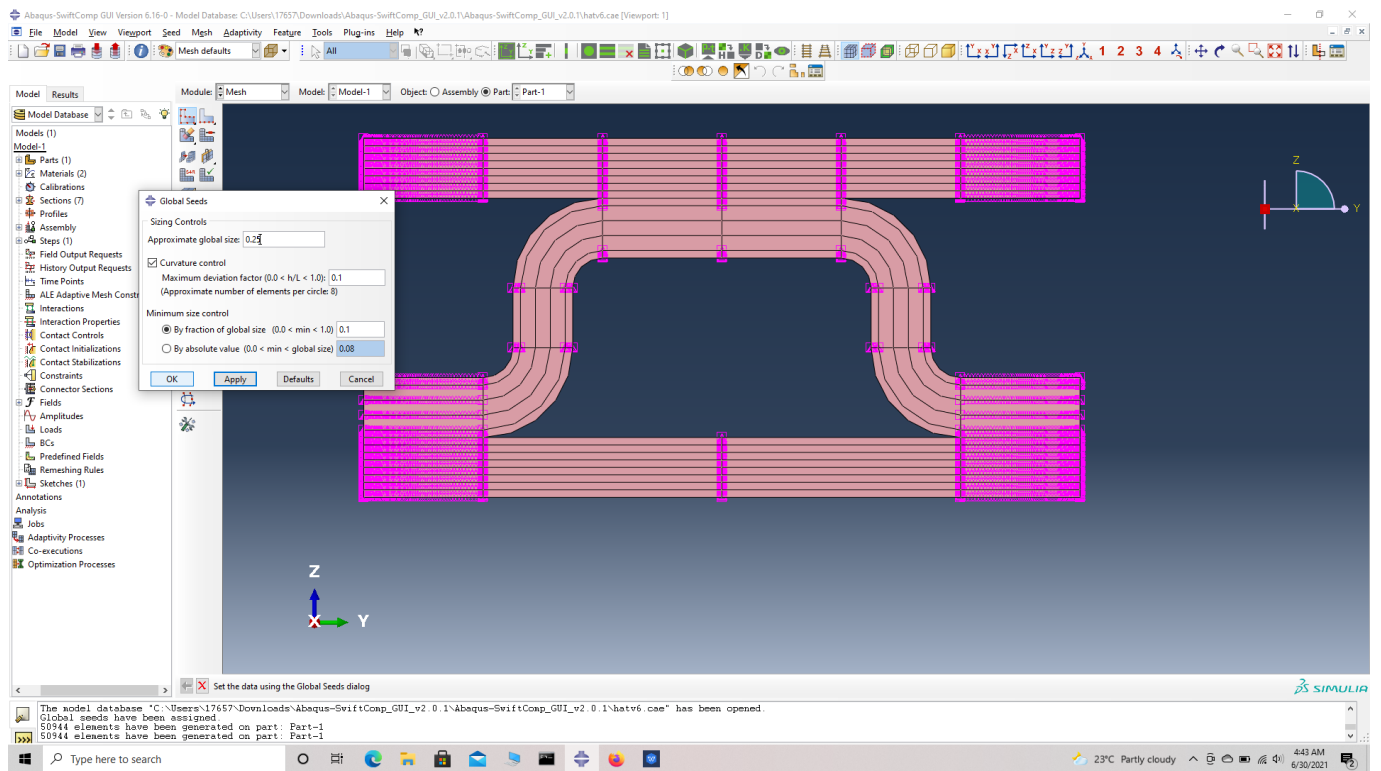 Abaqus-SwiftComp GUI Version 6.16-0 - Model Database: C:\Users\17657\Downloads\Abaqus-SwiftComp_GUI_v2.0.1\Abaqus-SwiftComp_GUI_v2.0.1\hatv6.cae [Viewport: 1]
File Model View Viewport Seed Mesh Adaptivity Feature Tools Plug-ins Help
Mesh defaults All 1 2 3 4
Model Results Module: Mesh Model: Model-1 Object: Assembly Part: Part-1
Model Database
Models (1)
Model-1
Parts (1)
Materials (2)
Calibrations
Sections (7)
Profiles
Assembly
Steps (1)
Field Output Requests
History Output Requests
Time Points
ALE Adaptive Mesh Constr
Interactions
Interaction Properties
Contact Controls
Contact Initializations
Contact Stabilizations
Constraints
Connector Sections
Fields
Amplitudes
Loads
BCs
Predefined Fields
Remeshing Rules
Sketches (1)
Annotations
Analysis
Jobs
Adaptivity Processes
Co-executions
Optimization Processes
Global Seeds
Sizing Controls
Approximate global size: 0.25
Curvature control
Maximum deviation factor (0.0 < h/L < 1.0): 0.1
(Approximate number of elements per circle: 8)
Minimum size control
By fraction of global size (0.0 < min < 1.0) 0.1
By absolute value (0.0 < min < global size) 0.08
OK Apply Defaults Cancel
Z
X Y
Z
X Y
Set the data using the Global Seeds dialog
SIMULIA
The model database "C:\Users\17657\Downloads\Abaqus-SwiftComp_GUI_v2.0.1\Abaqus-SwiftComp_GUI_v2.0.1\hatv6.cae" has been opened.
Global seeds have been assigned.
50944 elements have been generated on part: Part-1
50944 elements have been generated on part: Part-1
Type here to search
23°C Partly cloudy
4:43 AM
6/30/2021
2